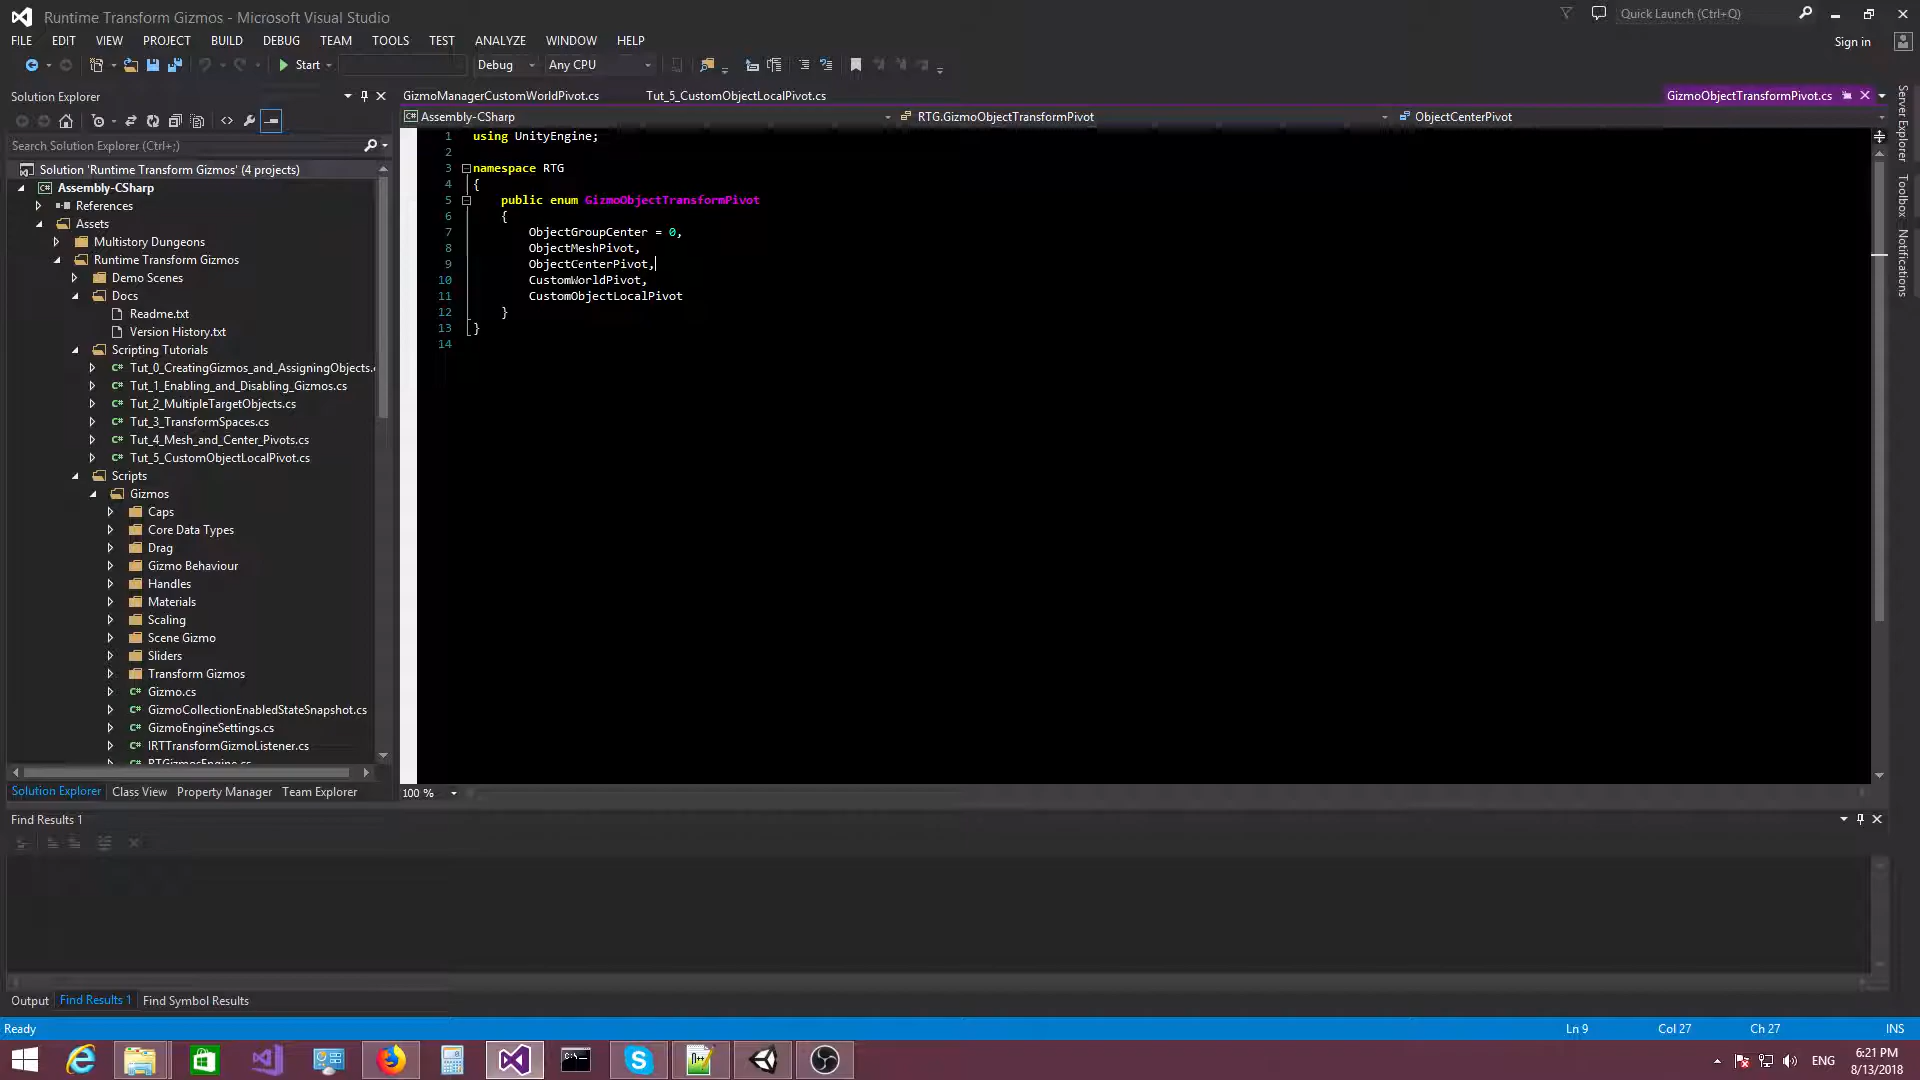 Runtime Transform Gizmos - Microsoft Visual Studio
Quick Launch (Ctrl+Q)
FILE EDIT VIEW PROJECT BUILD DEBUG TEAM TOOLS TEST ANALYZE WINDOW HELP
Sign in
Start Debug Any CPU
Solution Explorer
GizmoManagerCustomWorldPivot.cs Tut_5_CustomObjectLocalPivot.cs GizmoObjectTransformPivot.cs
Assembly-CSharp RTG.GizmoObjectTransformPivot ObjectCenterPivot
Search Solution Explorer (Ctrl+;)
Solution 'Runtime Transform Gizmos' (4 projects)
Assembly-CSharp
References
Assets
Multistory Dungeons
Runtime Transform Gizmos
Demo Scenes
Docs
Readme.txt
Version History.txt
Scripting Tutorials
Tut_0_CreatingGizmos_and_AssigningObjects.
Tut_1_Enabling_and_Disabling_Gizmos.cs
Tut_2_MultipleTargetObjects.cs
Tut_3_TransformSpaces.cs
Tut_4_Mesh_and_Center_Pivots.cs
Tut_5_CustomObjectLocalPivot.cs
Scripts
Gizmos
Caps
Core Data Types
Drag
Gizmo Behaviour
Handles
Materials
Scaling
Scene Gizmo
Sliders
Transform Gizmos
Gizmo.cs
GizmoCollectionEnabledStateSnapshot.cs
GizmoEngineSettings.cs
IRTTransformGizmoListener.cs
RTGizmosEngine.cs
Solution Explorer Class View Property Manager Team Explorer
1 using UnityEngine;
2
3 namespace RTG
4 {
5 public enum GizmoObjectTransformPivot
6 {
7 ObjectGroupCenter = 0,
8 ObjectMeshPivot,
9 ObjectCenterPivot,
10 CustomWorldPivot,
11 CustomObjectLocalPivot
12 }
13 }
14
100 %
Server Explorer
Toolbox
Notifications
Find Results 1
Output Find Results 1 Find Symbol Results
Ready Ln 9 Col 27 Ch 27 INS
ENG
6:21 PM
8/13/2018